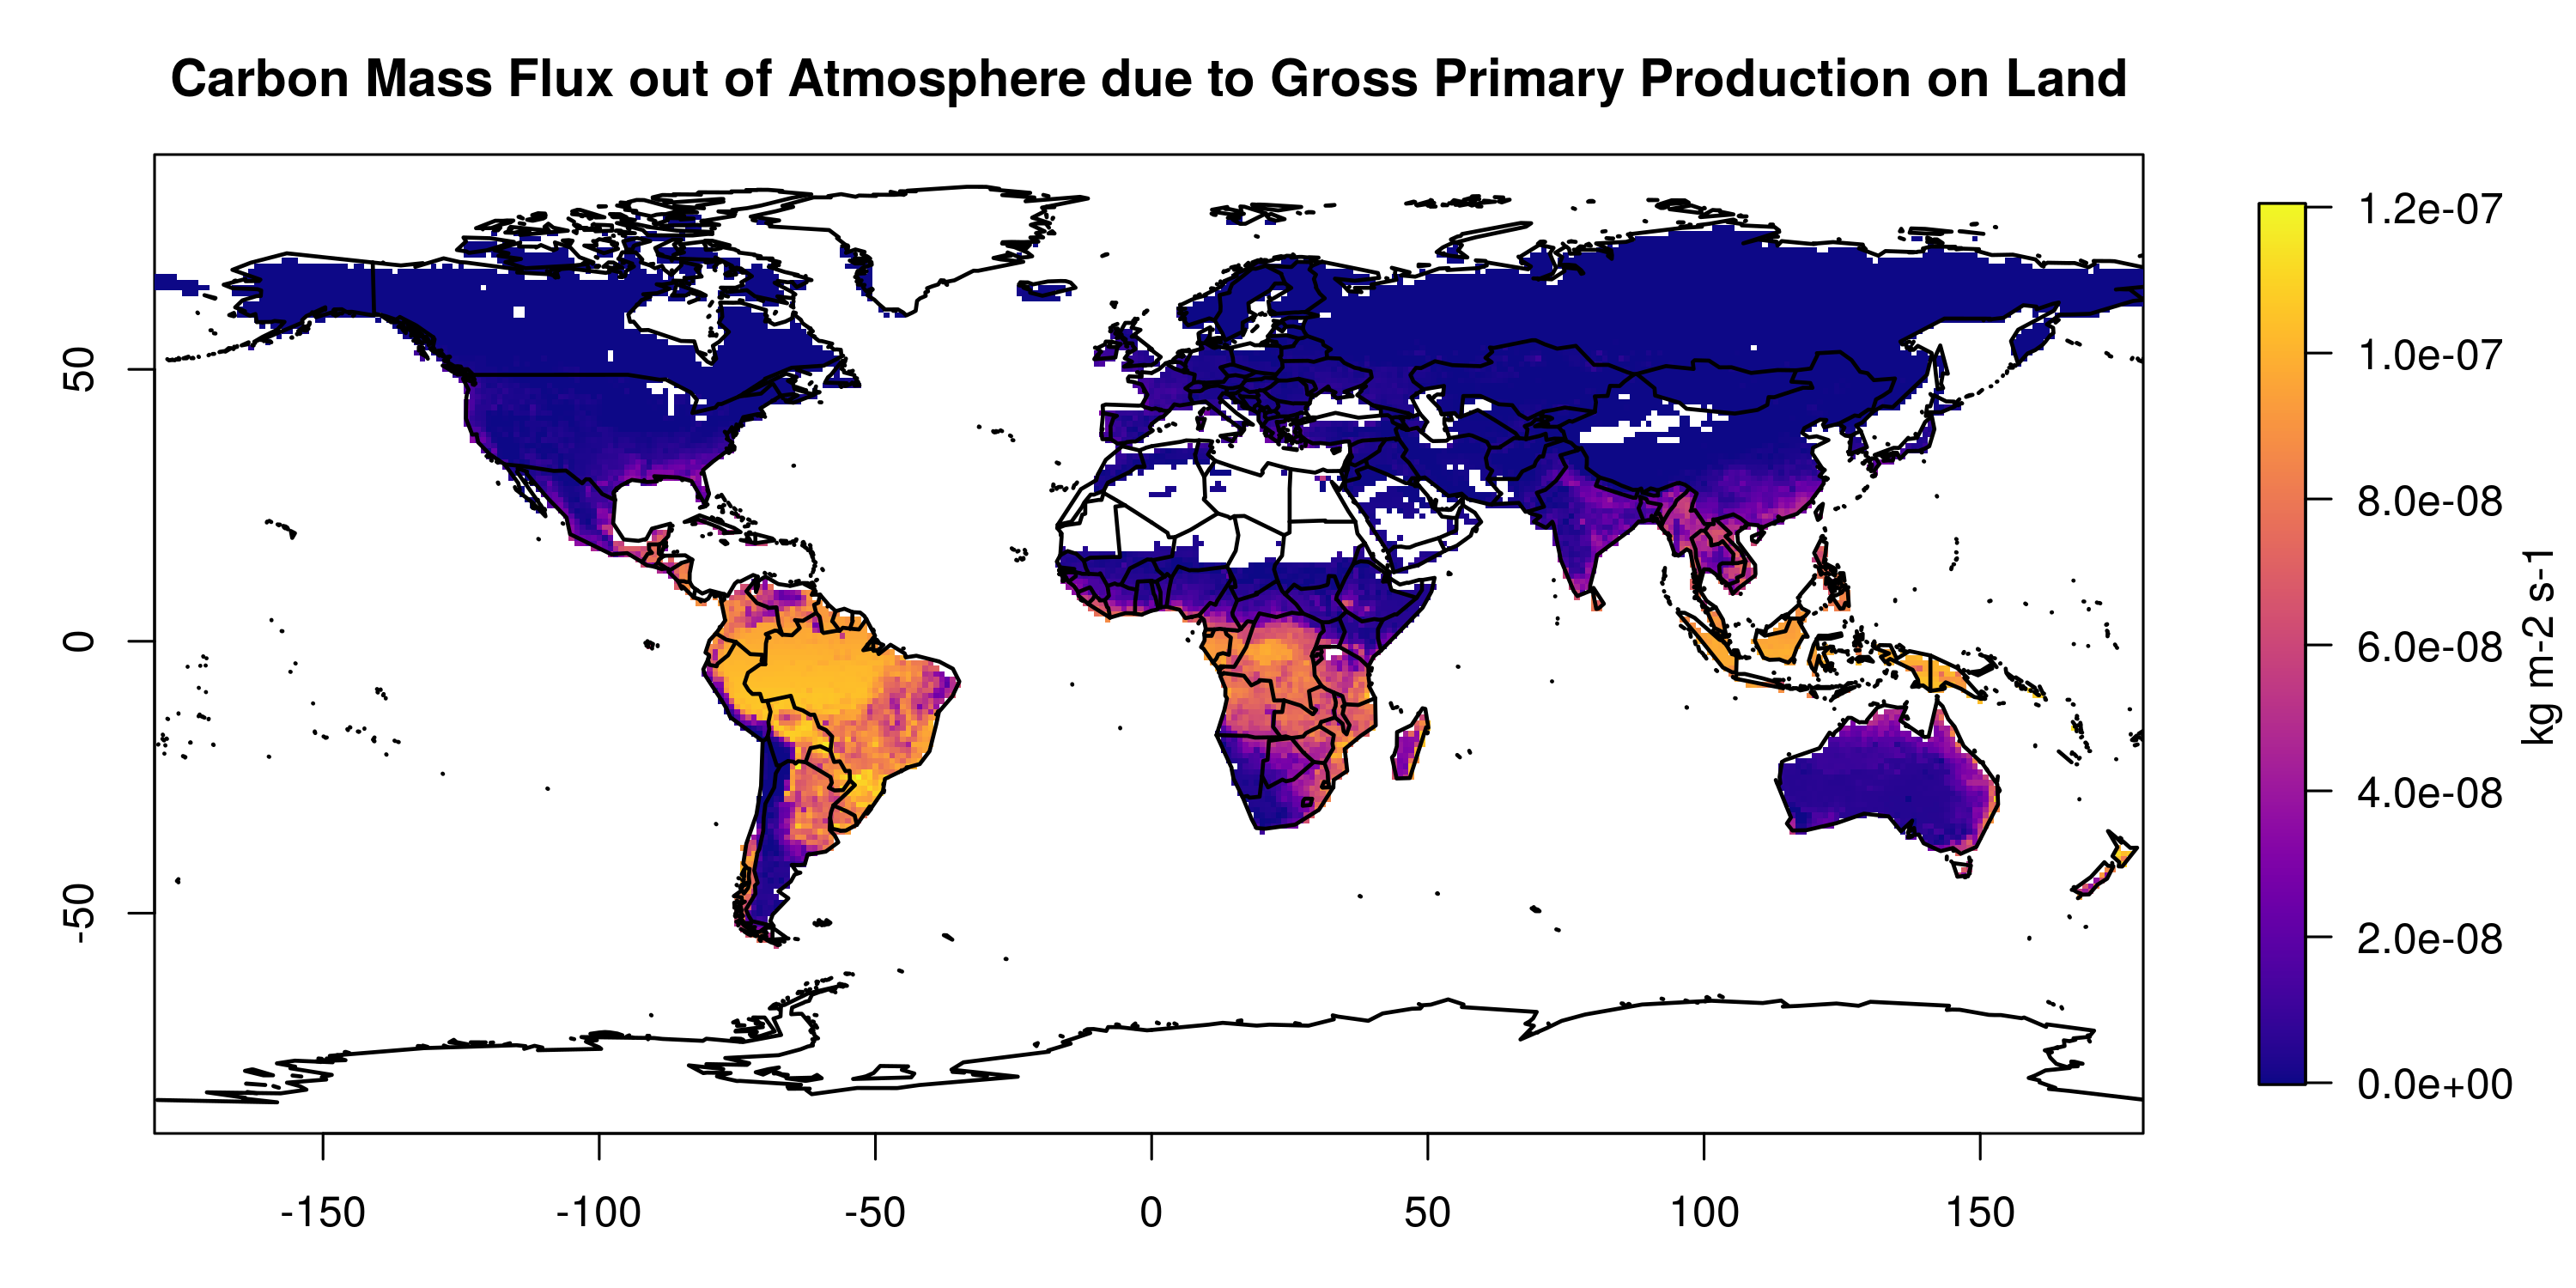 Carbon Mass Flux out of Atmosphere due to Gross Primary Production on Land
50
0
-50
-150
-100
-50
0
50
100
150
1.2e-07
1.0e-07
8.0e-08
6.0e-08
4.0e-08
2.0e-08
0.0e+00
kg m-2 s-1